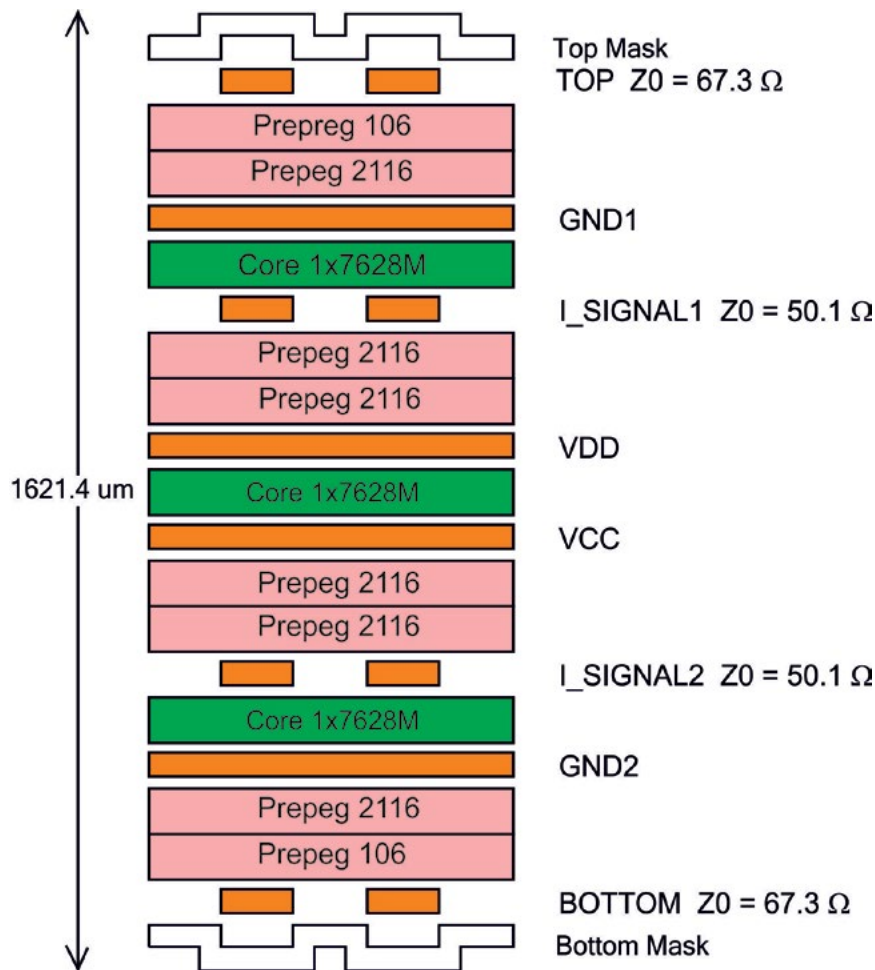 Top Mask
TOP Z0 = 67.3 Ω
Prepreg 106
Prepeg 2116
GND1
Core 1x7628M
I_SIGNAL1 Z0 = 50.1 Ω
Prepeg 2116
Prepeg 2116
VDD
1621.4 um
Core 1x7628M
VCC
Prepeg 2116
Prepeg 2116
I_SIGNAL2 Z0 = 50.1 Ω
Core 1x7628M
GND2
Prepeg 2116
Prepeg 106
BOTTOM Z0 = 67.3 Ω
Bottom Mask